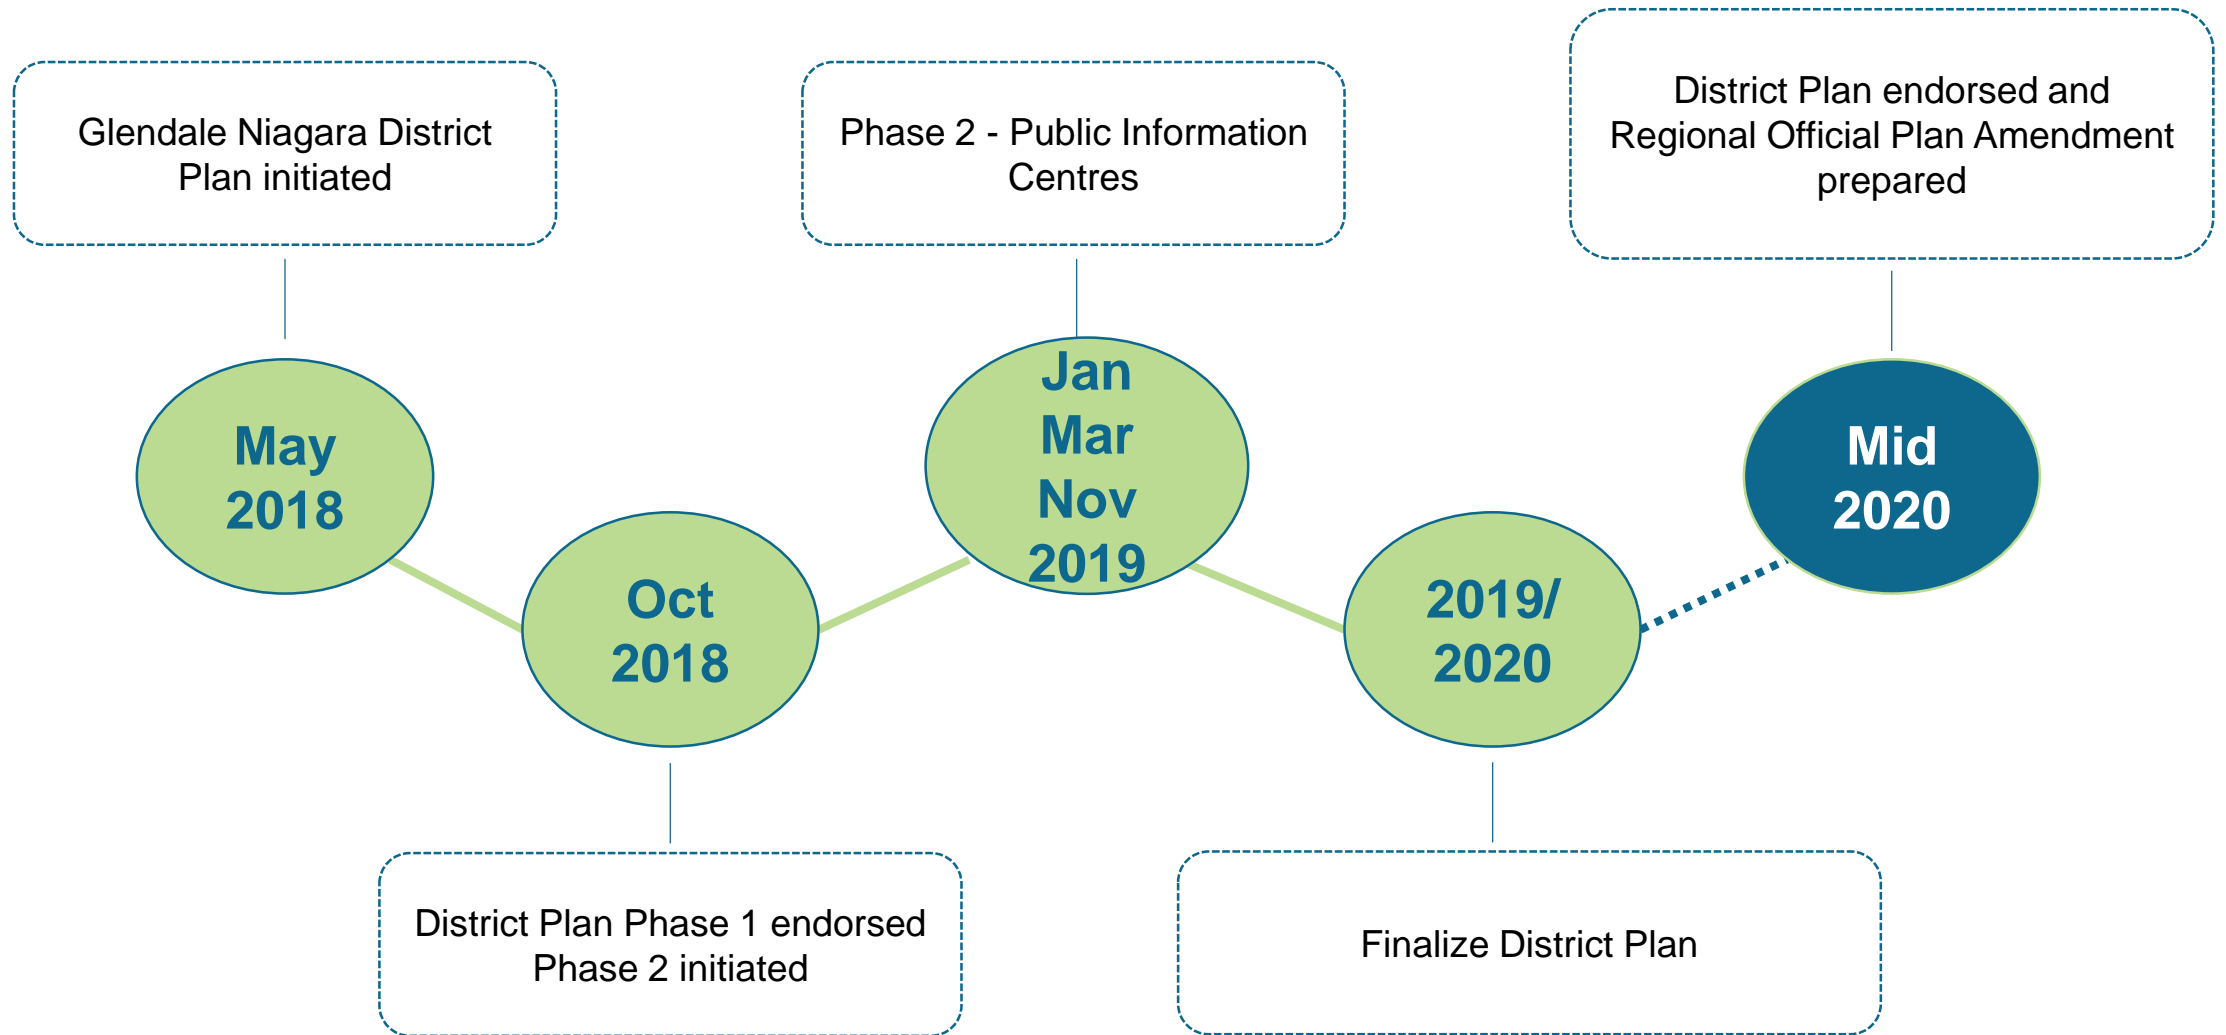 Glendale Niagara District
Plan initiated
May
2018
Oct
2018
District Plan Phase 1 endorsed
Phase 2 initiated
Phase 2 - Public Information
Centres
Jan
Mar
Nov
2019
2019/
2020
Finalize District Plan
District Plan endorsed and
Regional Official Plan Amendment
prepared
Mid
2020